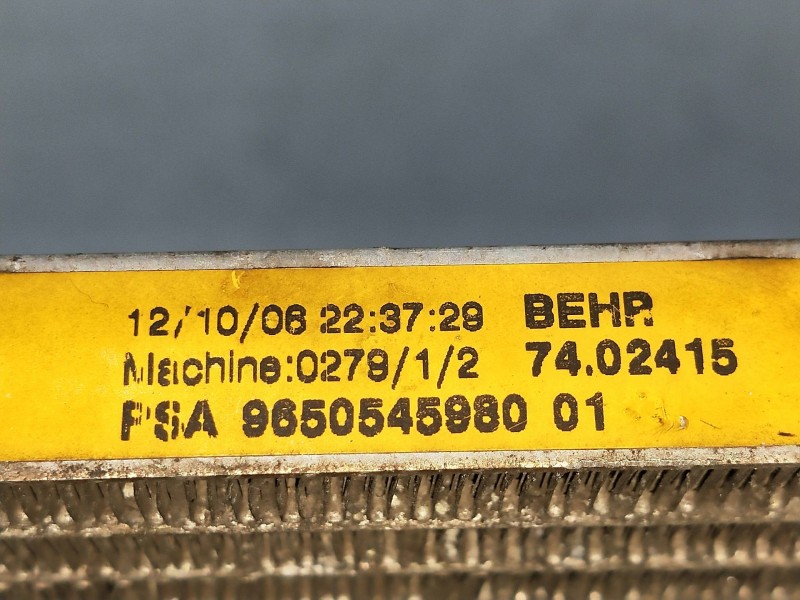 12/10/06 22:37:29 BEHR
Machine:0279/1/2 74.02415
PSA 9650545980 01